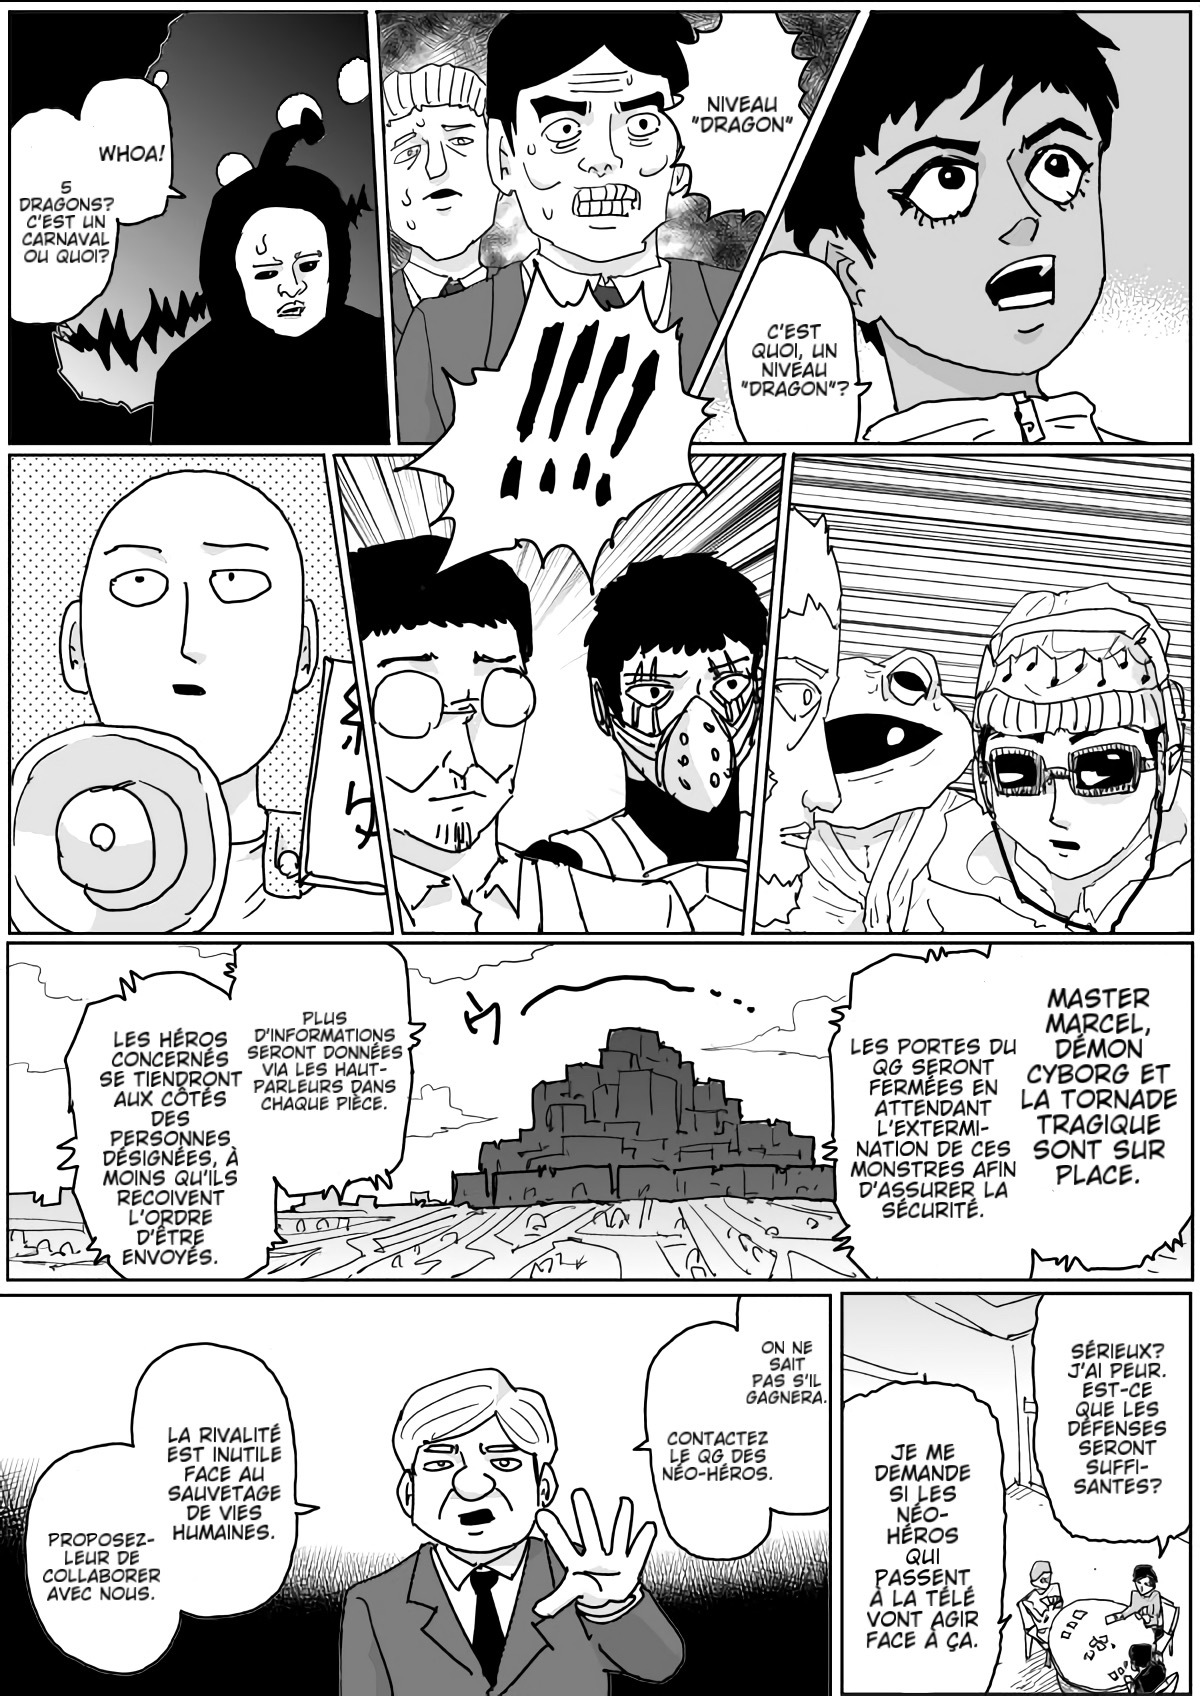 C'EST
QUOI, UN
NIVEAU
"DRAGON"?
NIVEAU
"DRAGON"
WHOA!
5
DRAGONS?
C'EST UN
CARNAVAL
OU QUOI?
!!!!
MASTER
MARCEL,
DÉMON
CYBORG ET
LA TORNADE
TRAGIQUE
SONT SUR
PLACE.
LES PORTES DU
QG SERONT
FERMÉES EN
ATTENDANT
L'EXTERMI-
NATION DE CES
MONSTRES AFIN
D'ASSURER LA
SÉCURITÉ.
ウ
PLUS
D'INFORMATIONS
SERONT DONNÉES
VIA LES HAUT-
PARLEURS DANS
CHAQUE PIÈCE.
LES HÉROS
CONCERNÉS
SE TIENDRONT
AUX CÔTÉS
DES
PERSONNES
DÉSIGNÉES, À
MOINS QU'ILS
RECOIVENT
L'ORDRE
D'ÊTRE
ENVOYÉS.
SÉRIEUX?
J'AI PEUR.
EST-CE
QUE LES
DÉFENSES
SERONT
SUFFI-
SANTES?
JE ME
DEMANDE
SI LES
NÉO-
HÉROS
QUI
PASSENT
À LA TÉLÉ
VONT AGIR
FACE À ÇA.
ON NE
SAIT
PAS S'IL
GAGNERA.
CONTACTEZ
LE QG DES
NÉO-HÉROS.
LA RIVALITÉ
EST INUTILE
FACE AU
SAUVETAGE
DE VIES
HUMAINES.
PROPOSEZ-
LEUR DE
COLLABORER
AVEC NOUS.